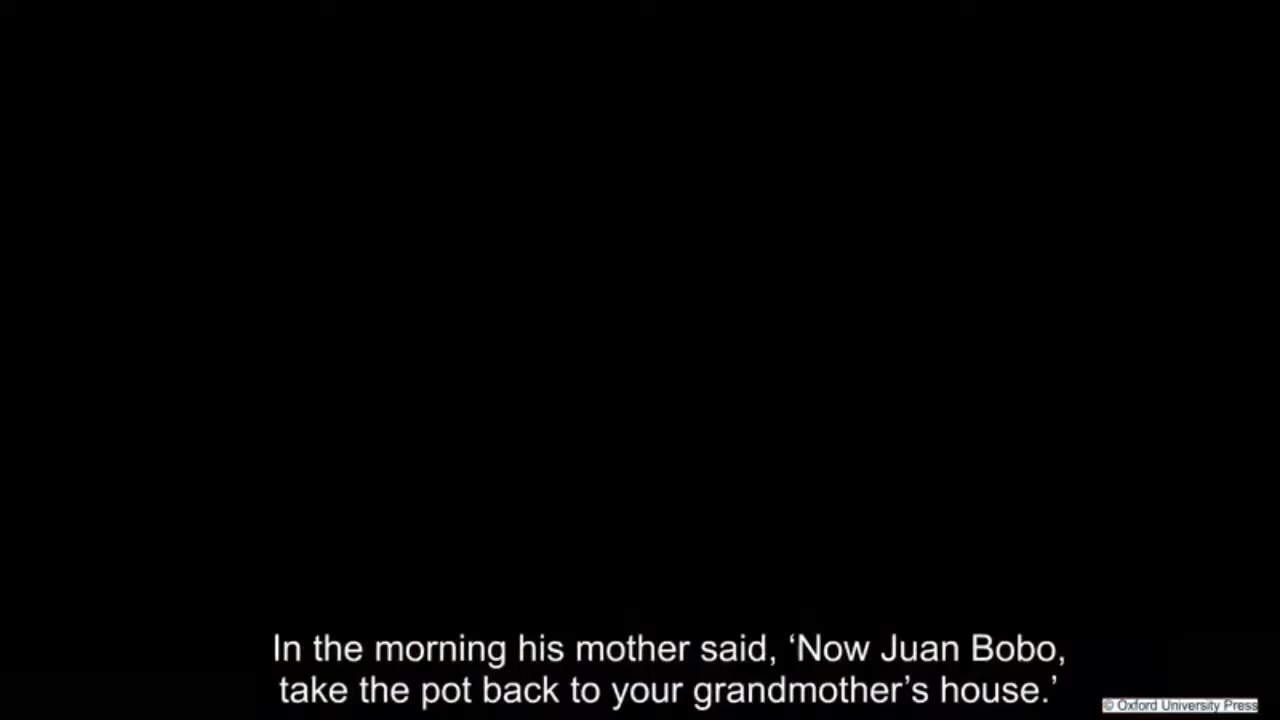 In the morning his mother said, ‘Now Juan Bobo,
take the pot back to your grandmother’s house.’
© Oxford University Press